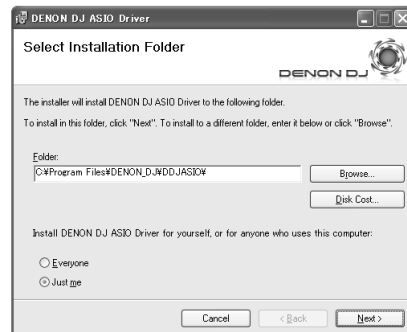 DENON DJ ASIO Driver
Select Installation Folder
DENON DJ
The installer will install DENON DJ ASIO Driver to the following folder.
To install in this folder, click "Next". To install to a different folder, enter it below or click "Browse".
Folder:
C:¥Program Files¥DENON_DJ¥DDJASIO¥
Browse...
Disk Cost...
Install DENON DJ ASIO Driver for yourself, or for anyone who uses this computer:
Everyone
Just me
Cancel
< Back
Next >